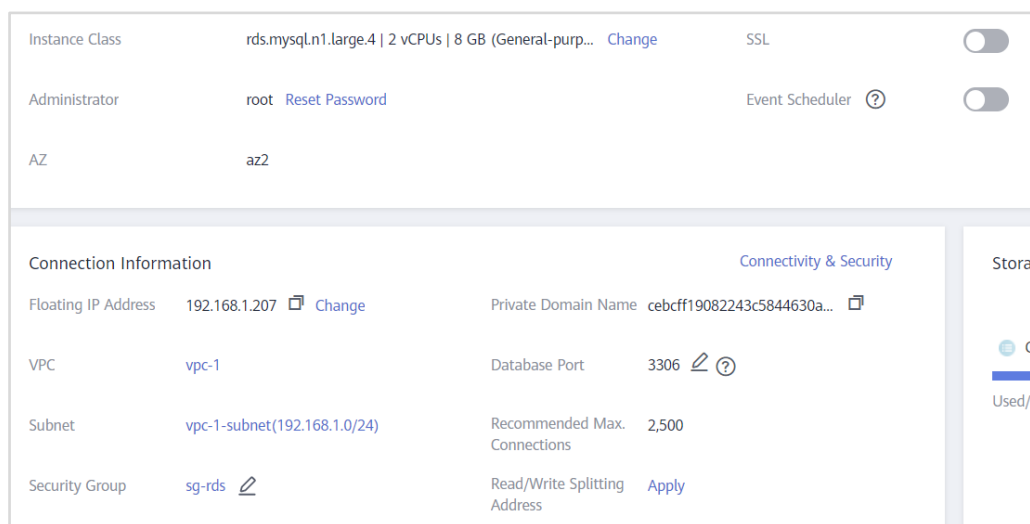 Instance Class rds.mysql.n1.large.4 | 2 vCPUs | 8 GB (General-purp... Change SSL
Administrator root Reset Password Event Scheduler ?
AZ az2
Connection Information Connectivity & Security
Floating IP Address 192.168.1.207 Change Private Domain Name cebcff19082243c5844630a...
VPC vpc-1 Database Port 3306 ?
Subnet vpc-1-subnet(192.168.1.0/24) Recommended Max. Connections 2,500
Security Group sg-rds Read/Write Splitting Address Apply
Stora
Used/